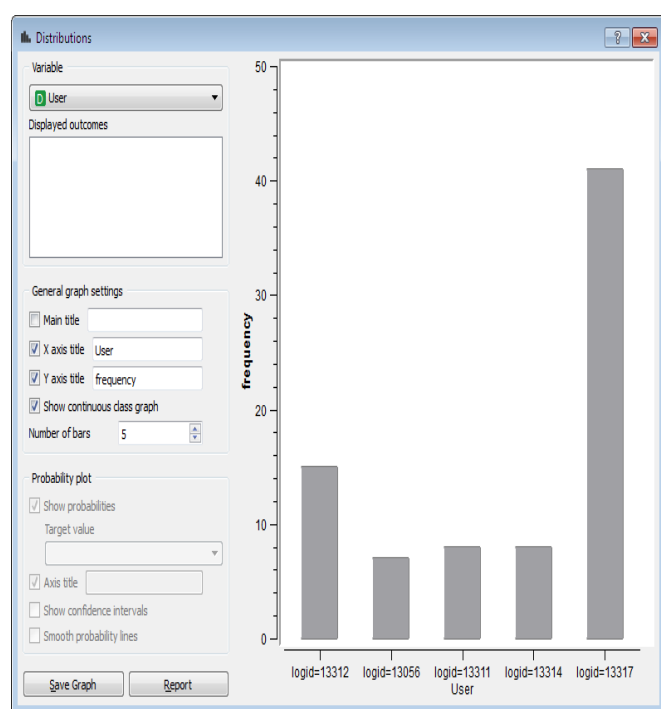 Distributions
?
Variable
D User
Displayed outcomes
General graph settings
Main title
X axis title User
Y axis title frequency
Show continuous class graph
Number of bars 5
Probability plot
Show probabilities
Target value
Axis title
Show confidence intervals
Smooth probability lines
Save Graph Report
50
40
30
20
10
0
frequency
logid=13312 logid=13056 logid=13311 logid=13314 logid=13317
User